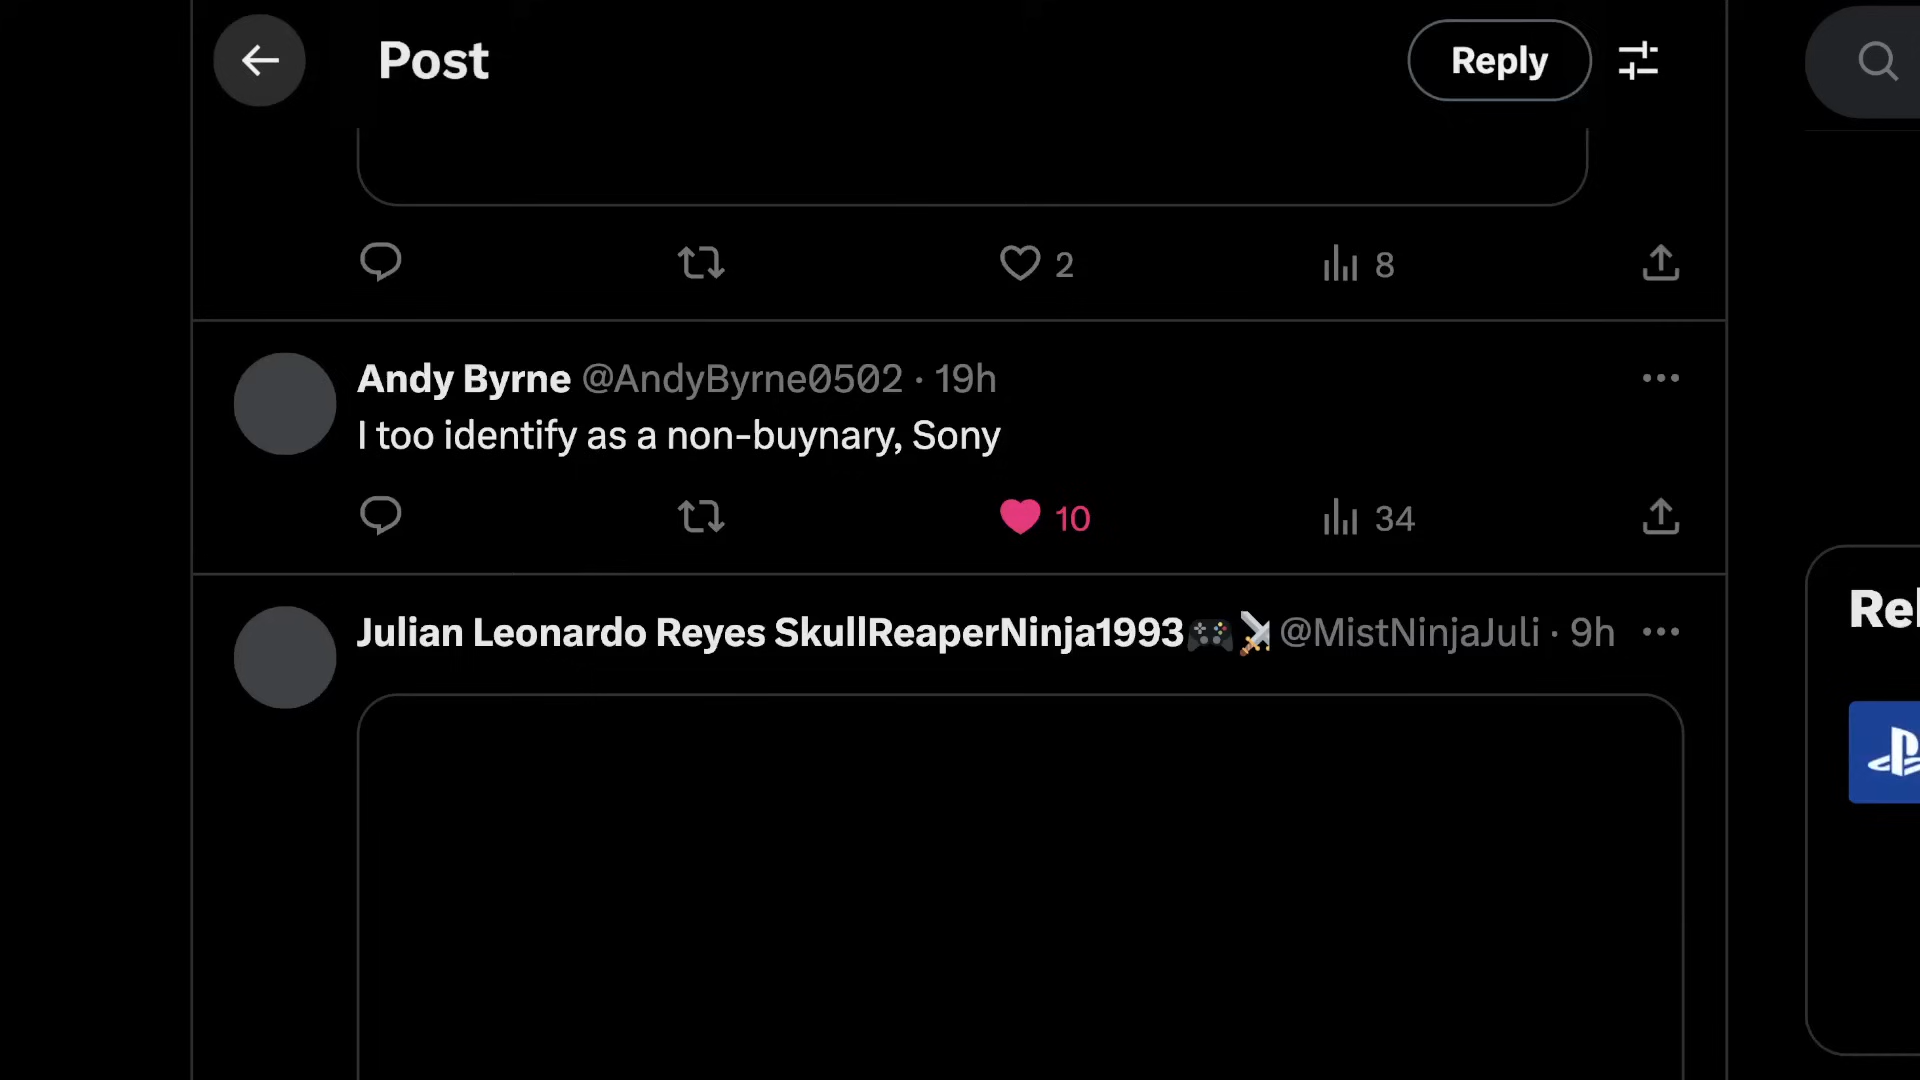 Post
Reply
2
8
Andy Byrne @AndyByrne0502 · 19h
I too identify as a non-buynary, Sony
10
34
Julian Leonardo Reyes SkullReaperNinja1993🎮🗡 @MistNinjaJuli · 9h